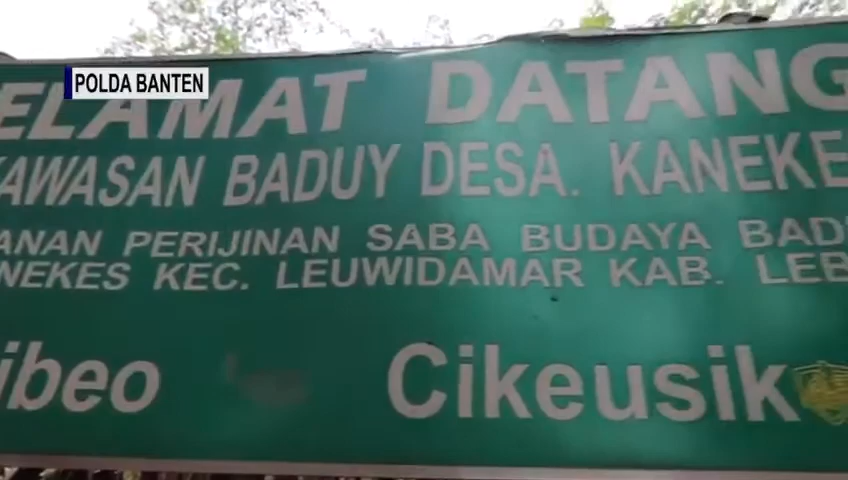 POLDA BANTEN
ELAMAT DATANG
KAWASAN BADUY DESA. KANEKE
ANAN PERIJINAN SABA BUDAYA BAD
NEKES KEC. LEUWIDAMAR KAB. LEB
ibeo Cikeusik